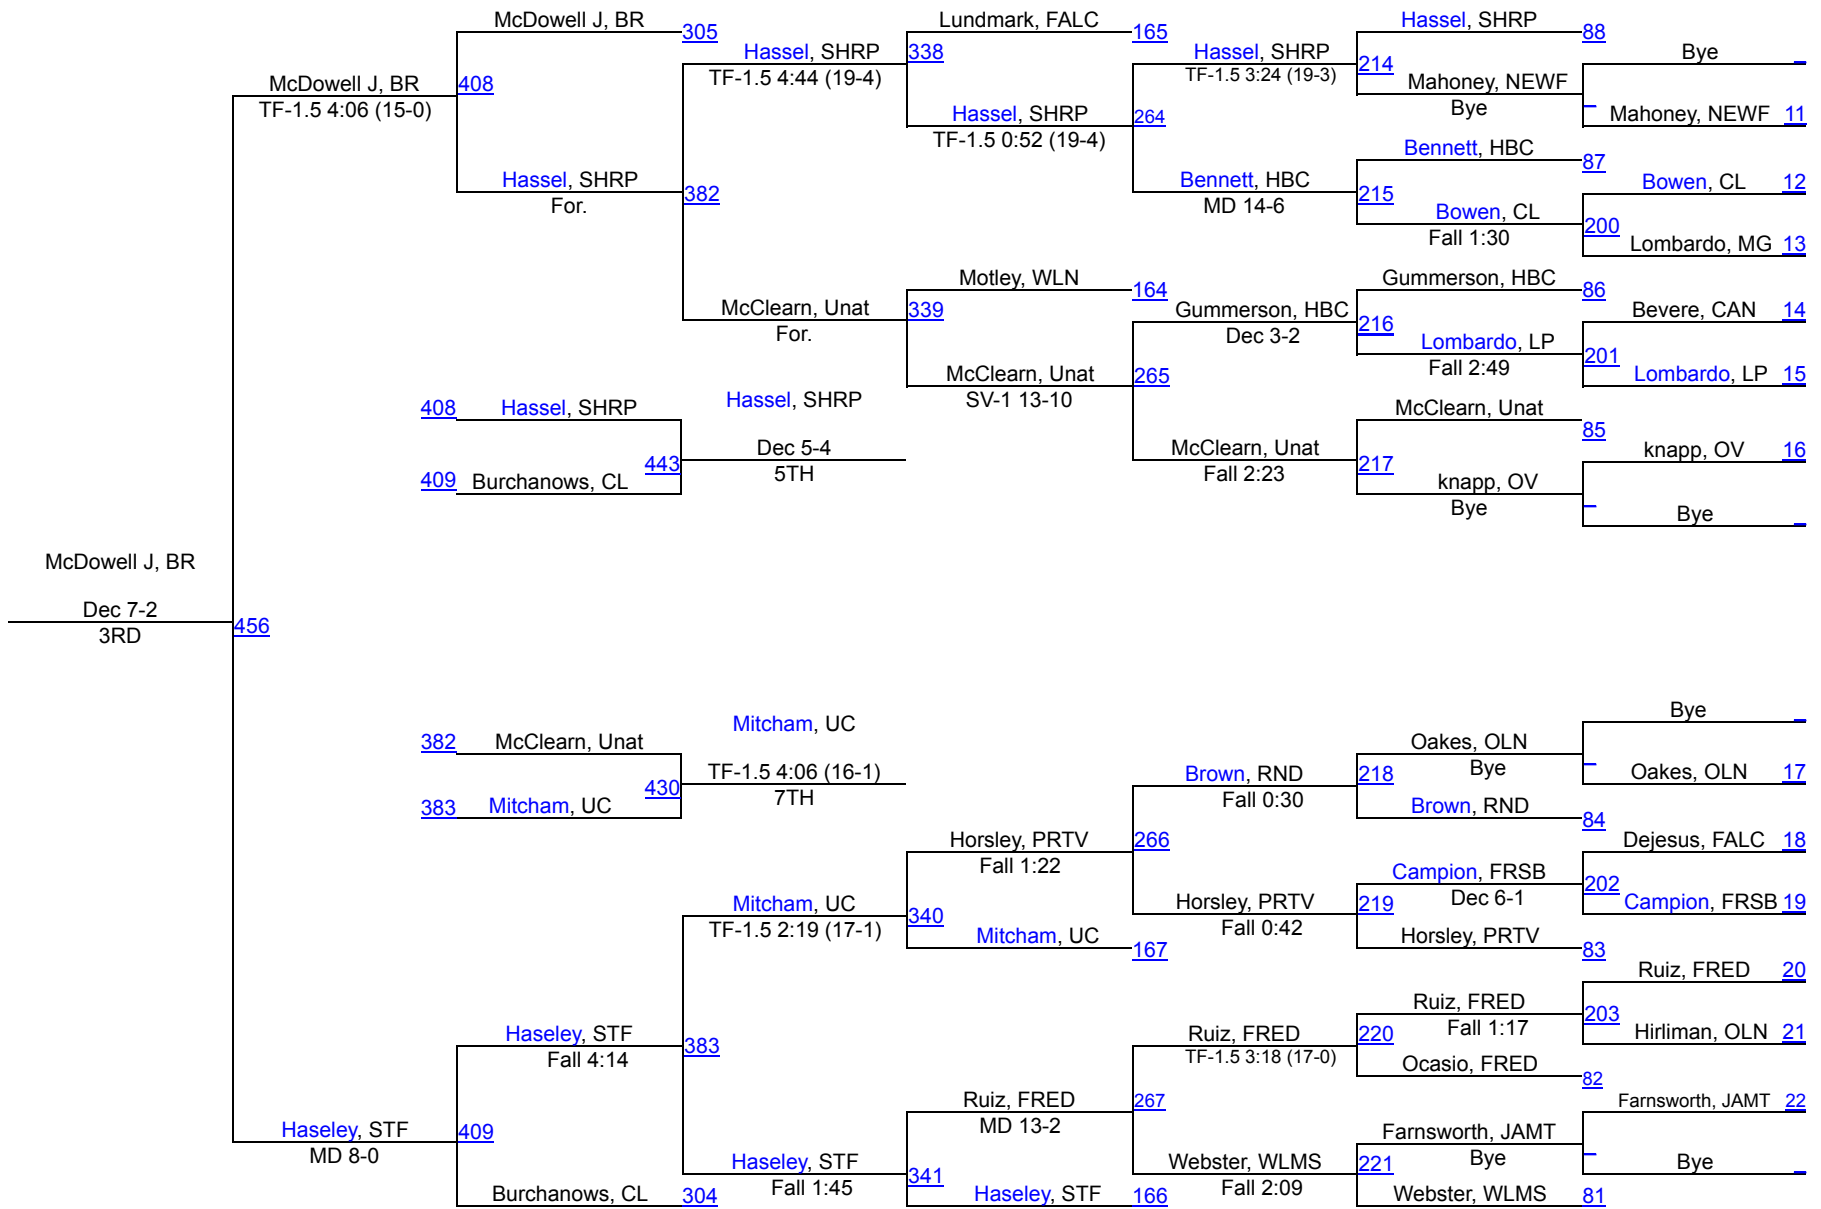 McDowell J, BR
305
Lundmark, FALC
165
Hassel, SHRP
88
Bye
Hassel, SHRP
338
Hassel, SHRP
McDowell J, BR
408
TF-1.5 4:44 (19-4)
TF-1.5 3:24 (19-3)
214
Mahoney, NEWF
Bye
TF-1.5 4:06 (15-0)
Hassel, SHRP
264
Mahoney, NEWF 11
TF-1.5 0:52 (19-4)
Bennett, HBC
87
Hassel, SHRP
For.
382
Bennett, HBC
MD 14-6
215
Bowen, CL 12
Bowen, CL
Fall 1:30
200
Lombardo, MG 13
Motley, WLN
164
Gummerson, HBC
86
McClearn, Unat
For.
339
Gummerson, HBC
Dec 3-2
216
Bevere, CAN 14
Lombardo, LP
Fall 2:49
201
McClearn, Unat
SV-1 13-10
265
Lombardo, LP 15
408 Hassel, SHRP
Hassel, SHRP
McClearn, Unat
85
Dec 5-4
5TH
443
McClearn, Unat
Fall 2:23
217
knapp, OV 16
409 Burchanows, CL
knapp, OV
Bye
Bye
McDowell J, BR
Dec 7-2
3RD
456
Bye
382 McClearn, Unat
Mitcham, UC
Oakes, OLN
Bye
TF-1.5 4:06 (16-1)
7TH
430
Brown, RND
Fall 0:30
218
Oakes, OLN 17
383 Mitcham, UC
Brown, RND
84
Horsley, PRTV
Fall 1:22
266
Dejesus, FALC 18
Campion, FRSB
Dec 6-1
202
Mitcham, UC
TF-1.5 2:19 (17-1)
340
Horsley, PRTV
Fall 0:42
219
Campion, FRSB 19
Mitcham, UC
167
Horsley, PRTV
83
Ruiz, FRED 20
Ruiz, FRED
Fall 1:17
203
Haseley, STF
Fall 4:14
383
Ruiz, FRED
TF-1.5 3:18 (17-0)
220
Hirliman, OLN 21
Ocasio, FRED
82
Ruiz, FRED
MD 13-2
267
Farnsworth, JAMT 22
Haseley, STF
MD 8-0
409
Farnsworth, JAMT
Bye
Haseley, STF
Fall 1:45
341
Webster, WLMS
Fall 2:09
221
Bye
Burchanows, CL 304
Haseley, STF 166
Webster, WLMS 81